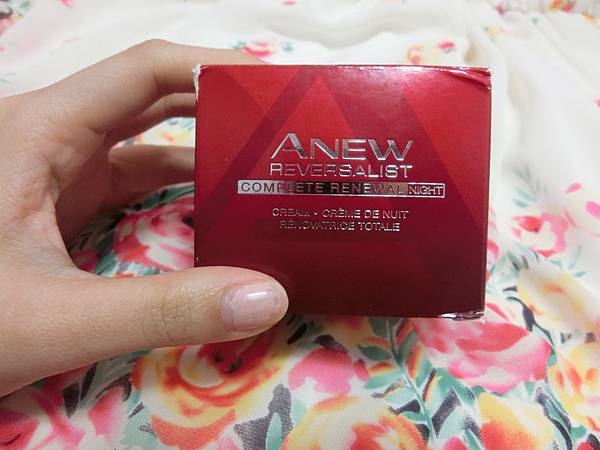 ANEW
REVERSALIST
COMPLETE RENEWAL NIGHT
CREAM • CRÈME DE NUIT
RÉNOVATRICE TOTALE